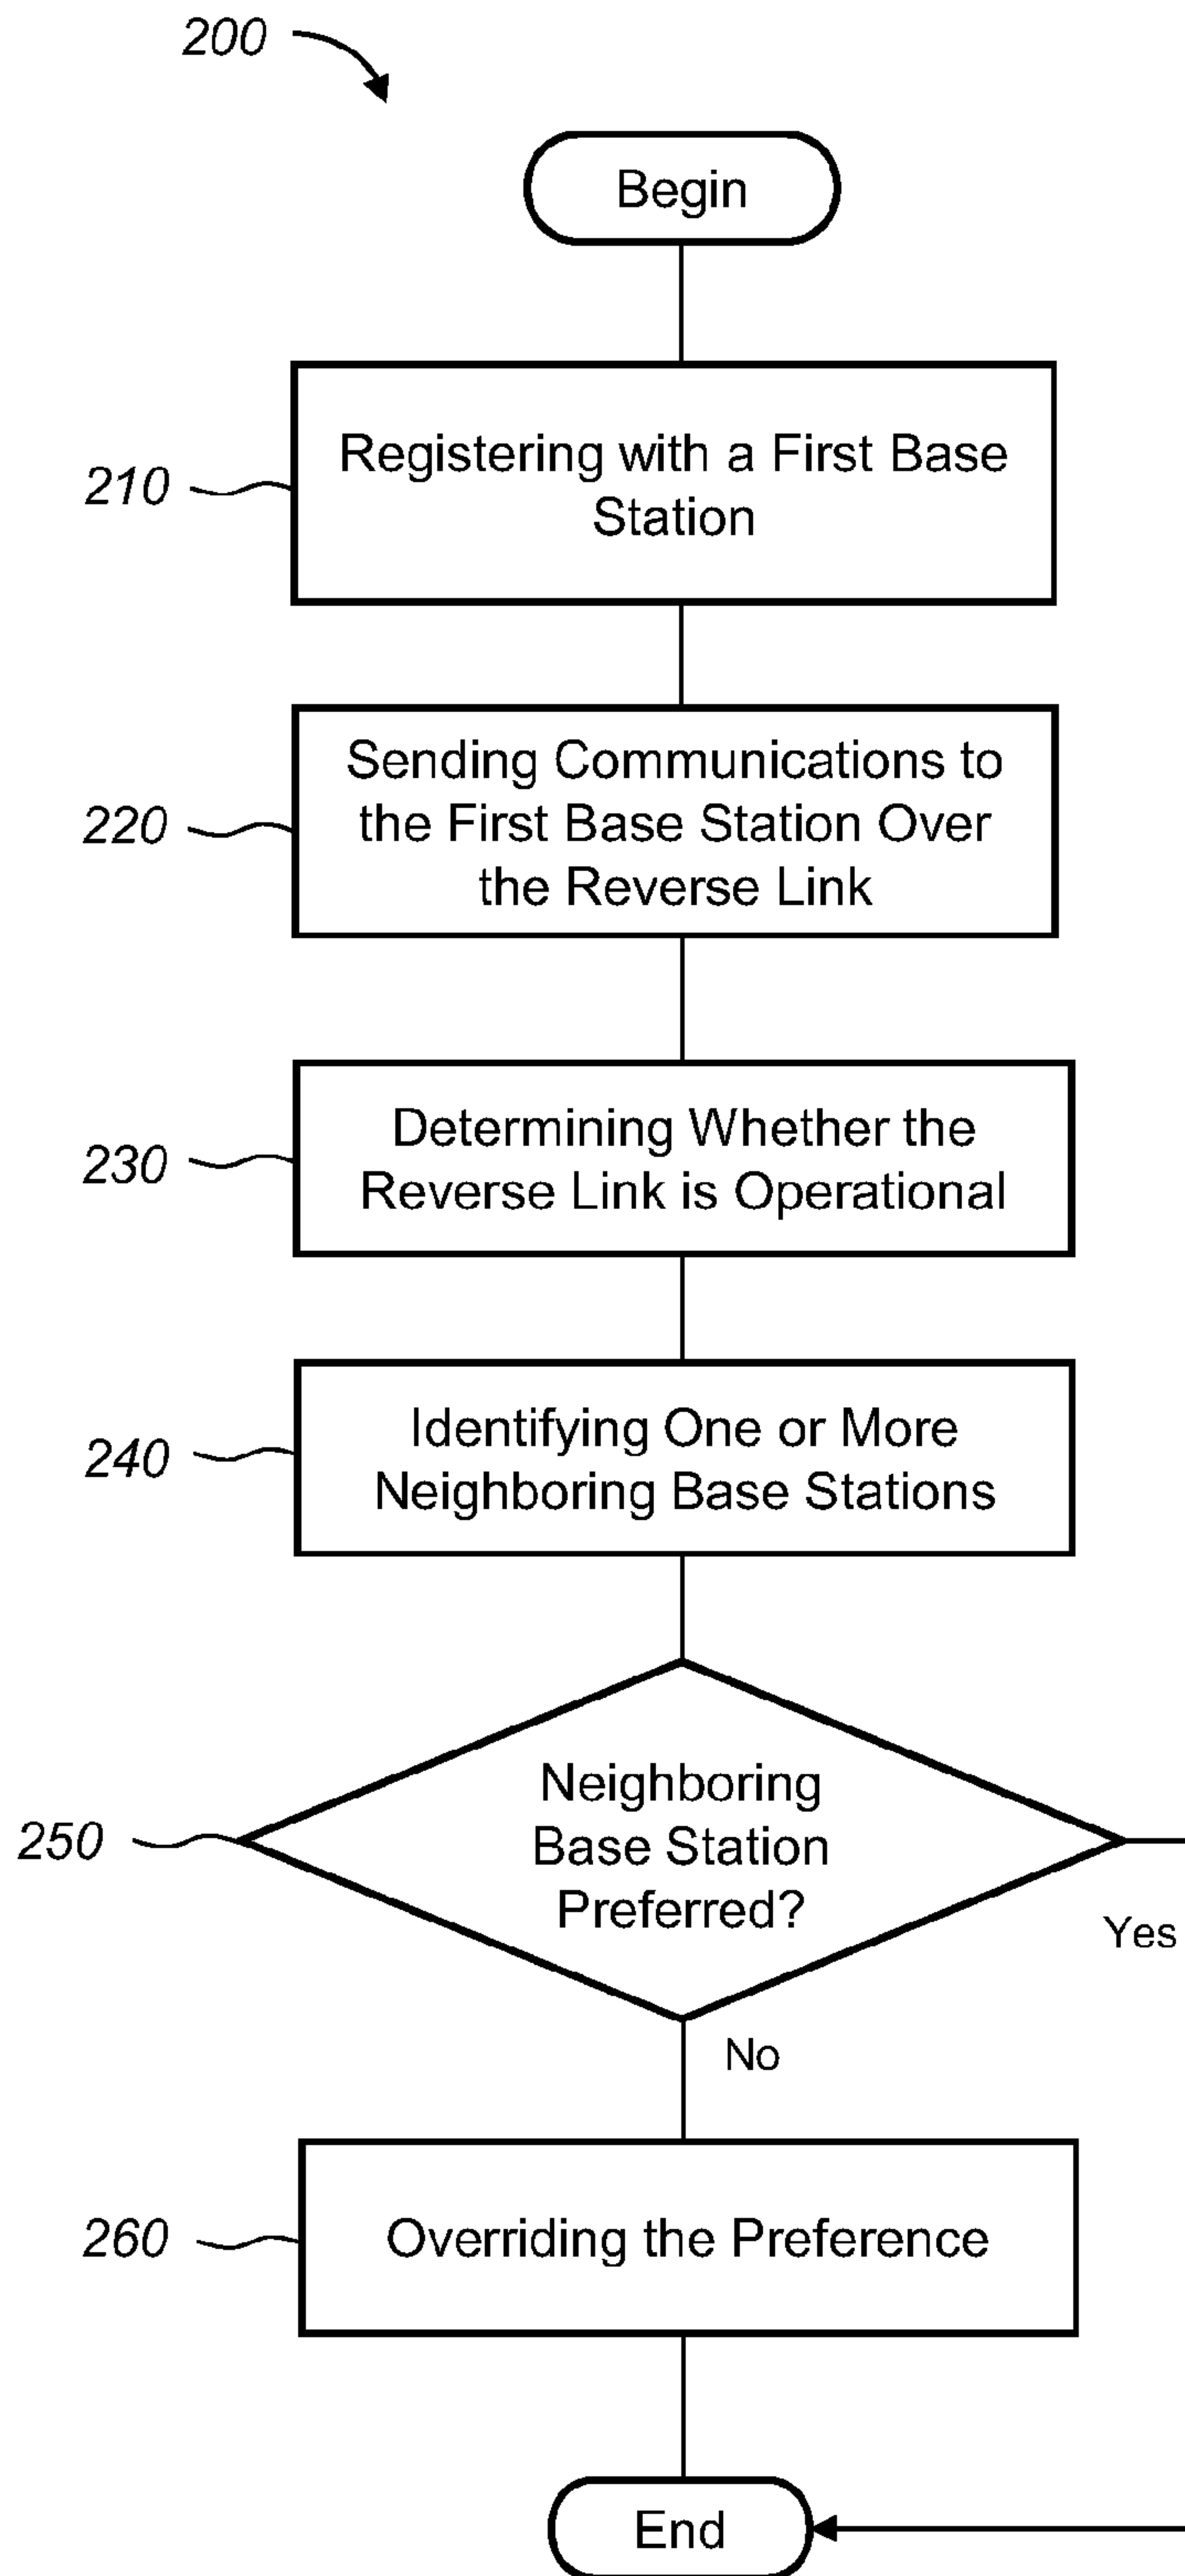 200
Begin
210
Registering with a First Base
Station
220
Sending Communications to
the First Base Station Over
the Reverse Link
230
Determining Whether the
Reverse Link is Operational
240
Identifying One or More
Neighboring Base Stations
250
Neighboring
Base Station
Preferred?
Yes
No
260
Overriding the Preference
End